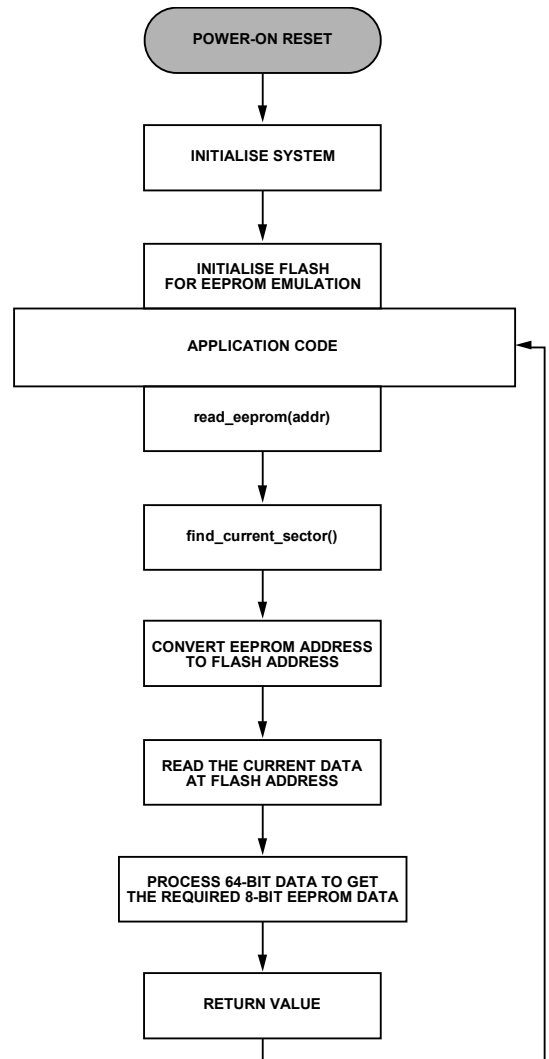 POWER-ON RESET
INITIALISE SYSTEM
INITIALISE FLASH
FOR EEPROM EMULATION
APPLICATION CODE
read_eeprom(addr)
find_current_sector()
CONVERT EEPROM ADDRESS
TO FLASH ADDRESS
READ THE CURRENT DATA
AT FLASH ADDRESS
PROCESS 64-BIT DATA TO GET
THE REQUIRED 8-BIT EEPROM DATA
RETURN VALUE